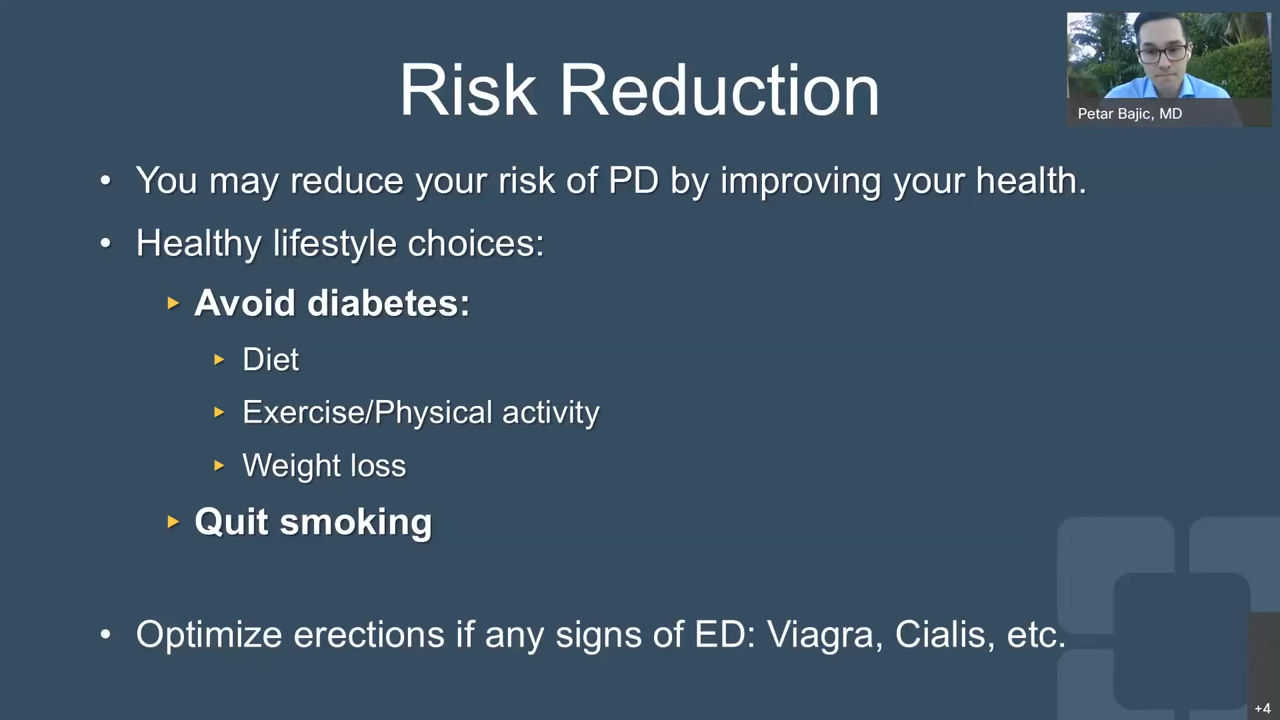 Risk Reduction
Petar Bajic, MD
• You may reduce your risk of PD by improving your health.
• Healthy lifestyle choices:
▸ Avoid diabetes:
▸ Diet
▸ Exercise/Physical activity
▸ Weight loss
▸ Quit smoking
• Optimize erections if any signs of ED: Viagra, Cialis, etc.
+4